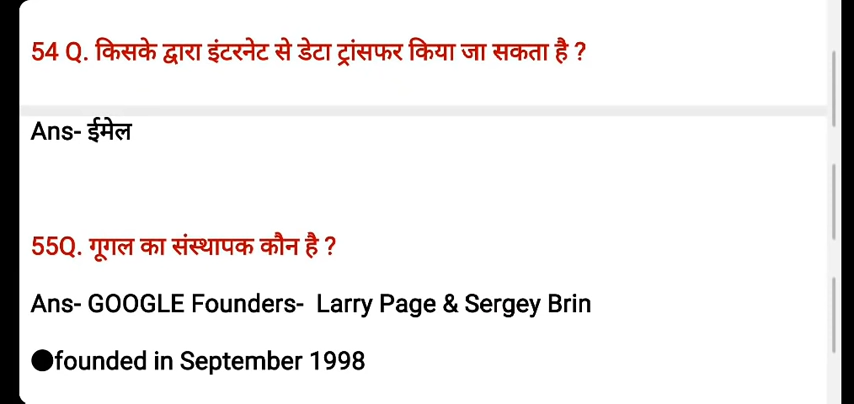 54 Q. किसके द्वारा इंटरनेट से डेटा ट्रांसफर किया जा सकता है ?
Ans- ईमेल
55Q. गूगल का संस्थापक कौन है ?
Ans- GOOGLE Founders- Larry Page & Sergey Brin
●founded in September 1998